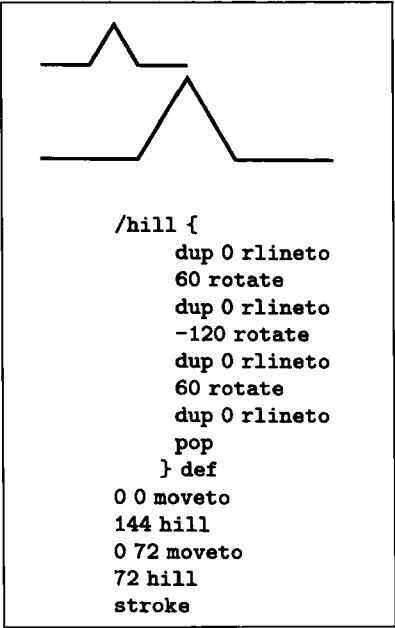 /hill {
dup 0 rlineto
60 rotate
dup 0 rlineto
-120 rotate
dup 0 rlineto
60 rotate
dup 0 rlineto
pop
} def
0 0 moveto
144 hill
0 72 moveto
72 hill
stroke